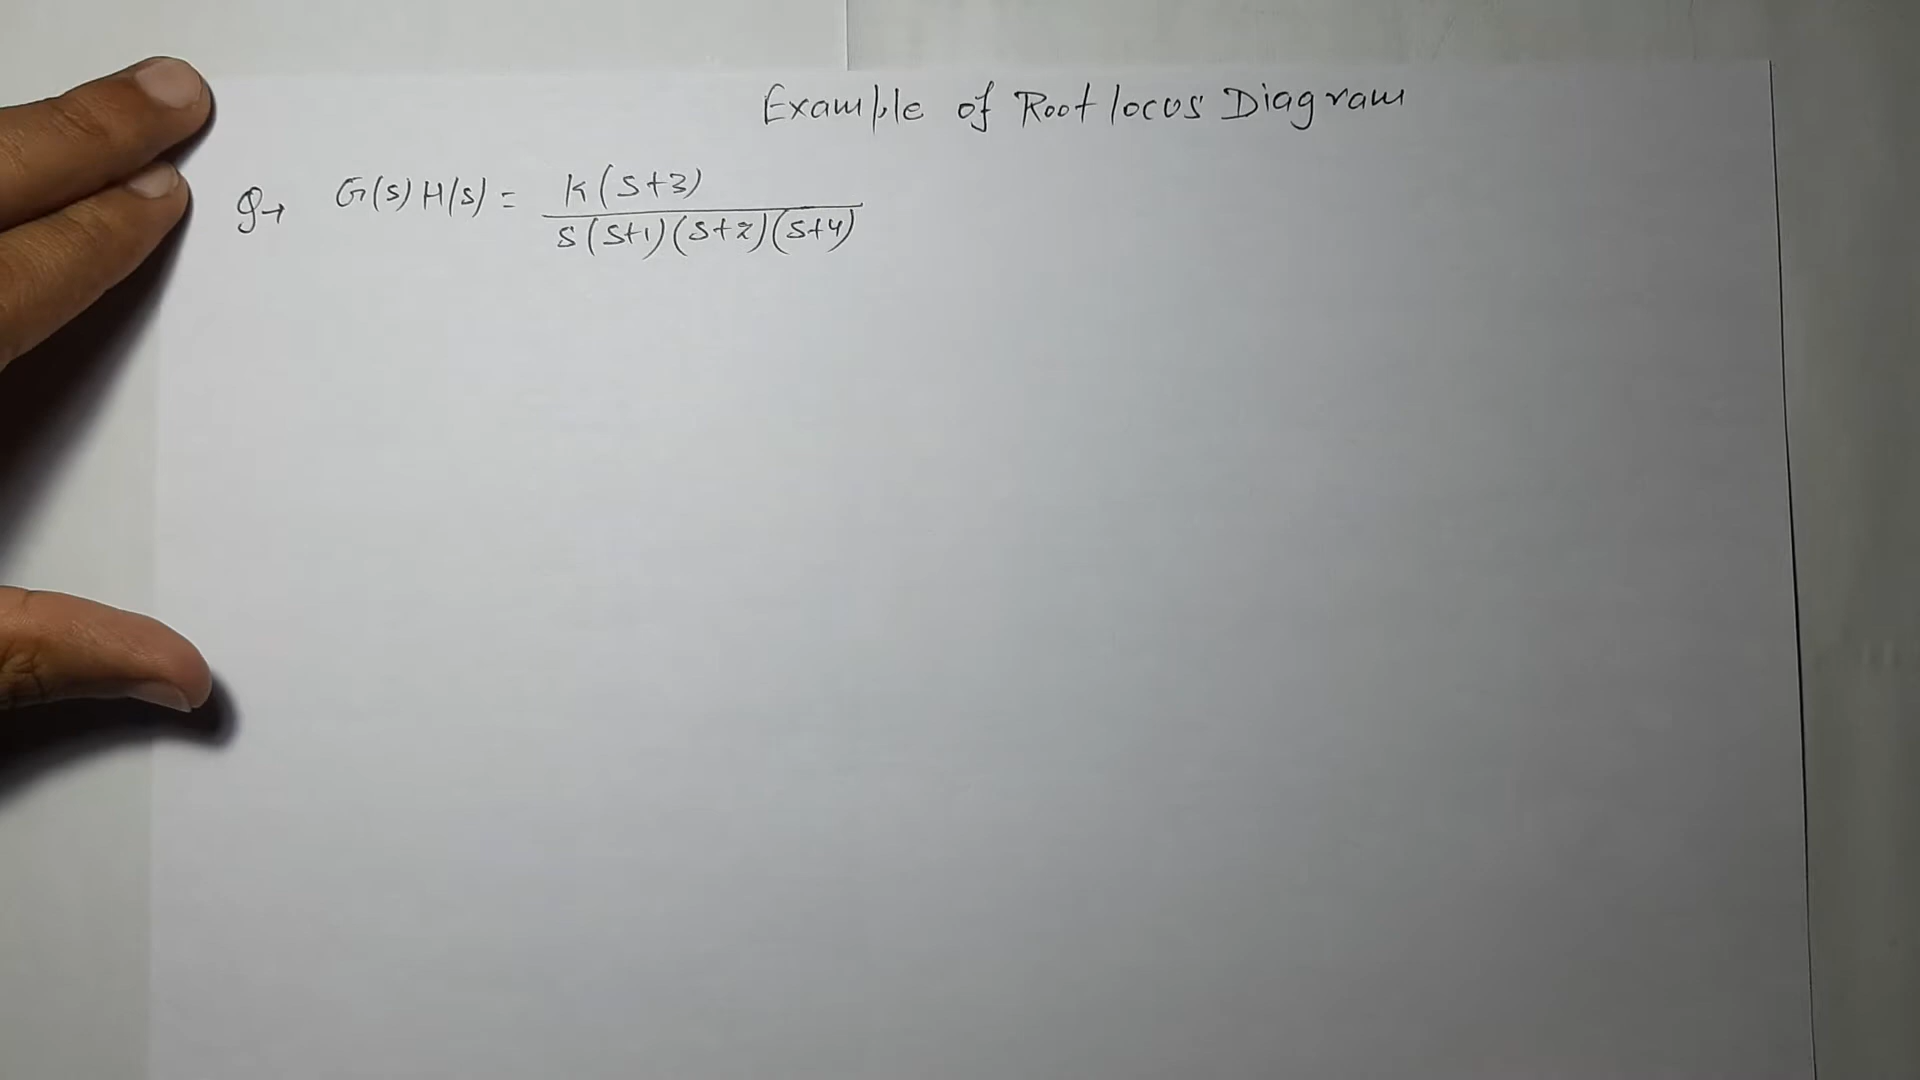 Example of Root locus Diagram
Q→ G(s) H(s) = K(s+3)
s(s+1)(s+2)(s+4)